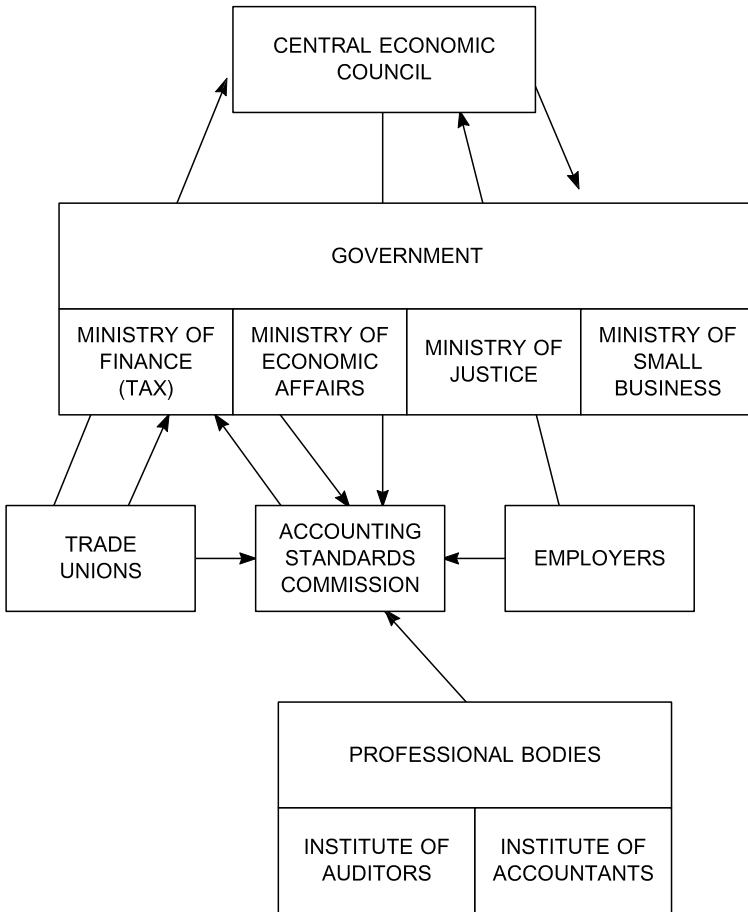 CENTRAL ECONOMIC
COUNCIL
GOVERNMENT
MINISTRY OF
FINANCE
(TAX)
MINISTRY OF
ECONOMIC
AFFAIRS
MINISTRY OF
JUSTICE
MINISTRY OF
SMALL
BUSINESS
TRADE
UNIONS
ACCOUNTING
STANDARDS
COMMISSION
EMPLOYERS
PROFESSIONAL BODIES
INSTITUTE OF
AUDITORS
INSTITUTE OF
ACCOUNTANTS